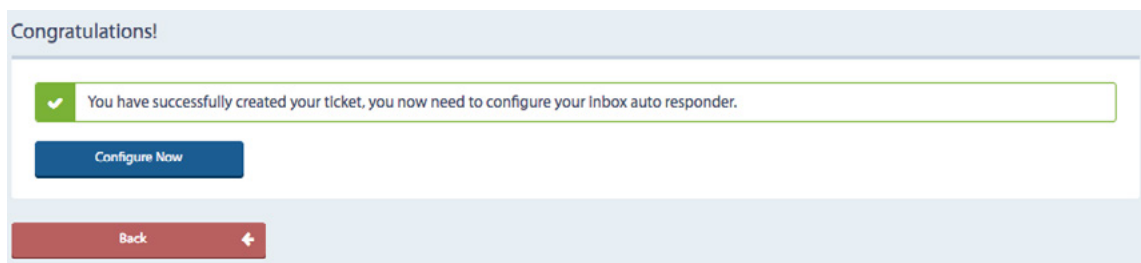 Congratulations!
You have successfully created your ticket, you now need to configure your inbox auto responder.
Configure Now
Back